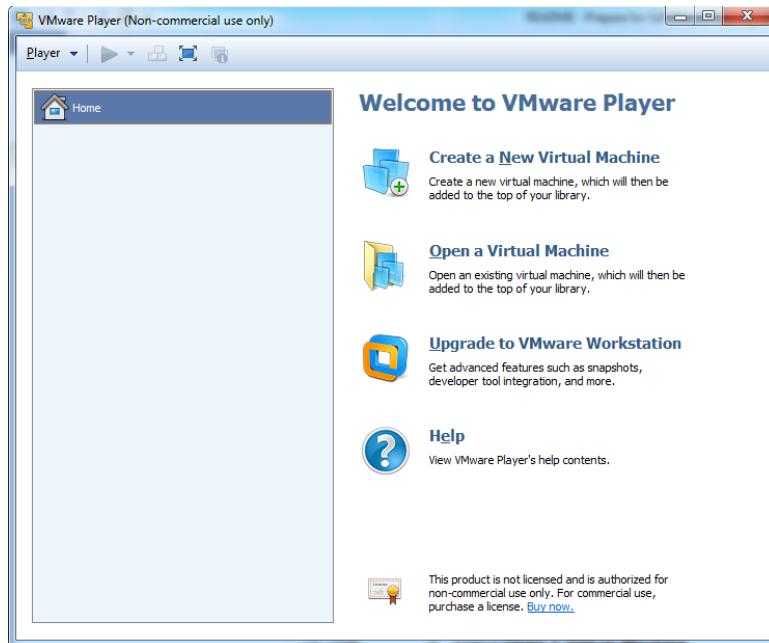 VMware Player (Non-commercial use only)
Player
Home
Welcome to VMware Player
Create a New Virtual Machine
Create a new virtual machine, which will then be
added to the top of your library.
Open a Virtual Machine
Open an existing virtual machine, which will then be
added to the top of your library.
Upgrade to VMware Workstation
Get advanced features such as snapshots,
developer tool integration, and more.
Help
View VMware Player's help contents.
This product is not licensed and is authorized for
non-commercial use only. For commercial use,
purchase a license. Buy now.